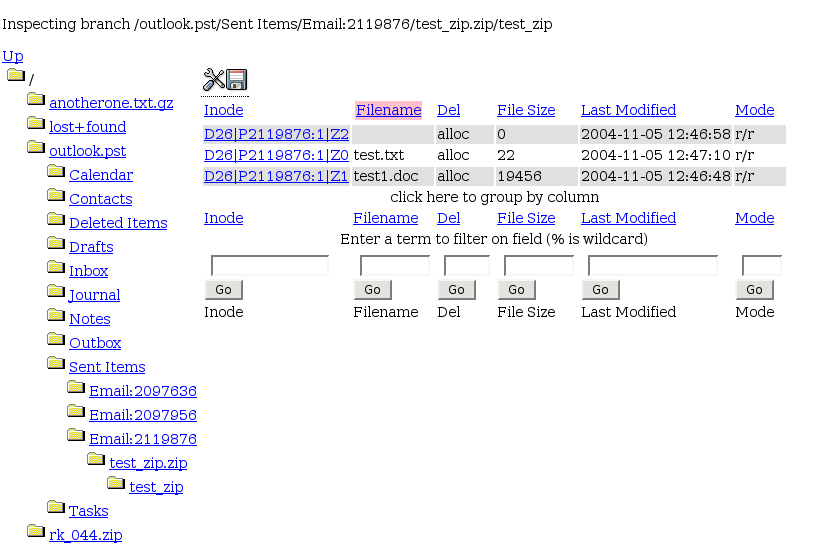 Inspecting branch /outlook.pst/Sent Items/Email:2119876/test_zip.zip/test_zip
Up
/
anotherone.txt.gz
lost+found
outlook.pst
Calendar
Contacts
Deleted Items
Drafts
Inbox
Journal
Notes
Outbox
Sent Items
Email:2097636
Email:2097956
Email:2119876
test_zip.zip
test_zip
Tasks
rk_044.zip
Inode Filename Del File Size Last Modified Mode
D26|P2119876:1|Z2 alloc 0 2004-11-05 12:46:58 r/r
D26|P2119876:1|Z0 test.txt alloc 22 2004-11-05 12:47:10 r/r
D26|P2119876:1|Z1 test1.doc alloc 19456 2004-11-05 12:46:48 r/r
click here to group by column
Inode Filename Del File Size Last Modified Mode
Enter a term to filter on field (% is wildcard)
Go Go Go Go Go Go
Inode Filename Del File Size Last Modified Mode